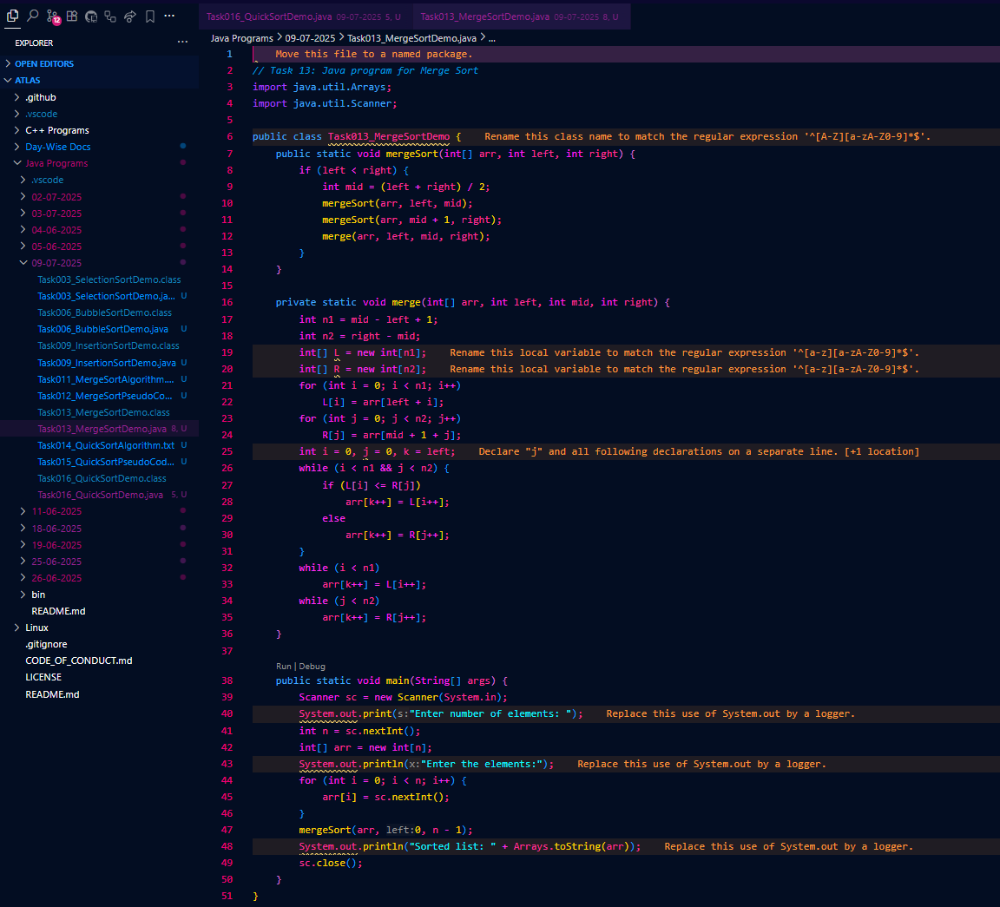 12
Task016_QuickSortDemo.java 09-07-2025 5, U
Task013_MergeSortDemo.java 09-07-2025 8, U
EXPLORER
Java Programs > 09-07-2025 > Task013_MergeSortDemo.java > ...
OPEN EDITORS
ATLAS
.github
.vscode
C++ Programs
Day-Wise Docs
Java Programs
.vscode
02-07-2025
03-07-2025
04-06-2025
05-06-2025
09-07-2025
Task003_SelectionSortDemo.class
Task003_SelectionSortDemo.ja... U
Task006_BubbleSortDemo.class
Task006_BubbleSortDemo.java U
Task009_InsertionSortDemo.class
Task009_InsertionSortDemo.java U
Task011_MergeSortAlgorithm.... U
Task012_MergeSortPseudoCo... U
Task013_MergeSortDemo.class
Task013_MergeSortDemo.java 8, U
Task014_QuickSortAlgorithm.txt U
Task015_QuickSortPseudoCod... U
Task016_QuickSortDemo.class
Task016_QuickSortDemo.java 5, U
11-06-2025
18-06-2025
19-06-2025
25-06-2025
26-06-2025
bin
README.md
Linux
.gitignore
CODE_OF_CONDUCT.md
LICENSE
README.md
1 Move this file to a named package.
2 // Task 13: Java program for Merge Sort
3 import java.util.Arrays;
4 import java.util.Scanner;
5
6 public class Task013_MergeSortDemo { Rename this class name to match the regular expression '^[A-Z][a-zA-Z0-9]*$'.
7 public static void mergeSort(int[] arr, int left, int right) {
8 if (left < right) {
9 int mid = (left + right) / 2;
10 mergeSort(arr, left, mid);
11 mergeSort(arr, mid + 1, right);
12 merge(arr, left, mid, right);
13 }
14 }
15
16 private static void merge(int[] arr, int left, int mid, int right) {
17 int n1 = mid - left + 1;
18 int n2 = right - mid;
19 int[] L = new int[n1]; Rename this local variable to match the regular expression '^[a-z][a-zA-Z0-9]*$'.
20 int[] R = new int[n2]; Rename this local variable to match the regular expression '^[a-z][a-zA-Z0-9]*$'.
21 for (int i = 0; i < n1; i++)
22 L[i] = arr[left + i];
23 for (int j = 0; j < n2; j++)
24 R[j] = arr[mid + 1 + j];
25 int i = 0, j = 0, k = left; Declare "j" and all following declarations on a separate line. [+1 location]
26 while (i < n1 && j < n2) {
27 if (L[i] <= R[j])
28 arr[k++] = L[i++];
29 else
30 arr[k++] = R[j++];
31 }
32 while (i < n1)
33 arr[k++] = L[i++];
34 while (j < n2)
35 arr[k++] = R[j++];
36 }
37
Run | Debug
38 public static void main(String[] args) {
39 Scanner sc = new Scanner(System.in);
40 System.out.print(s:"Enter number of elements: "); Replace this use of System.out by a logger.
41 int n = sc.nextInt();
42 int[] arr = new int[n];
43 System.out.println(x:"Enter the elements:"); Replace this use of System.out by a logger.
44 for (int i = 0; i < n; i++) {
45 arr[i] = sc.nextInt();
46 }
47 mergeSort(arr, left:0, n - 1);
48 System.out.println("Sorted list: " + Arrays.toString(arr)); Replace this use of System.out by a logger.
49 sc.close();
50 }
51 }